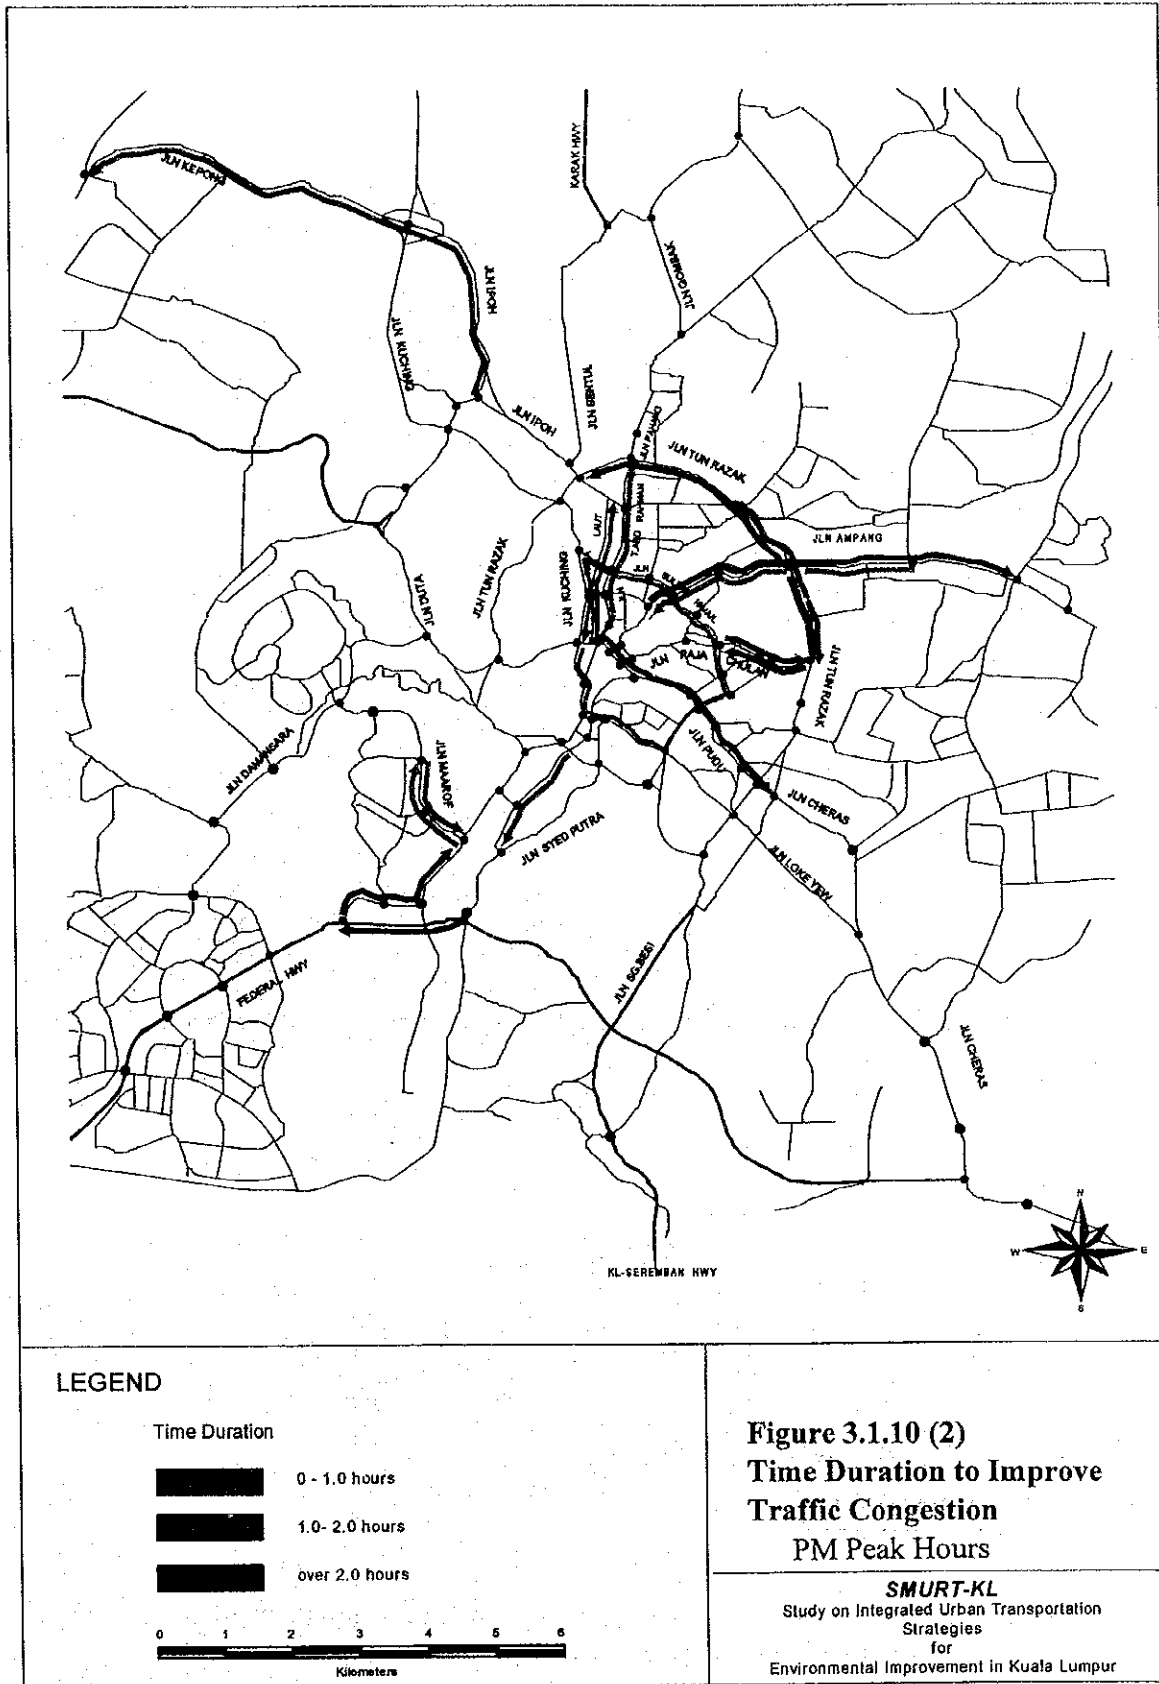 JLN KEPONG
KARAK HWY
JLN GOMBAK
JLN IPOH
JLN KUCHING
JLN IPOH
JLN SENTUL
JLN PAHANG
JLN TUN RAZAK
LAUT
T.ABD RAHMAN
JLN AMPANG
JLN TUN RAZAK
JLN KUCHING
JLN
JLN
JLN DUTA
JLN RAJA CHULAN
JLN TUN RAZAK
JLN DAMANSARA
JLN MAAROF
JLN PUDU
JLN CHERAS
JLN SYED PUTRA
JLN LOKE YEW
FEDERAL HWY
JLN SG.BESI
JLN CHERAS
N
W
E
S
KL-SEREMBAN HWY
LEGEND
Time Duration
0 - 1.0 hours
1.0- 2.0 hours
over 2.0 hours
0 1 2 3 4 5 6
Kilometers
Figure 3.1.10 (2)
Time Duration to Improve
Traffic Congestion
PM Peak Hours
SMURT-KL
Study on Integrated Urban Transportation
Strategies
for
Environmental Improvement in Kuala Lumpur